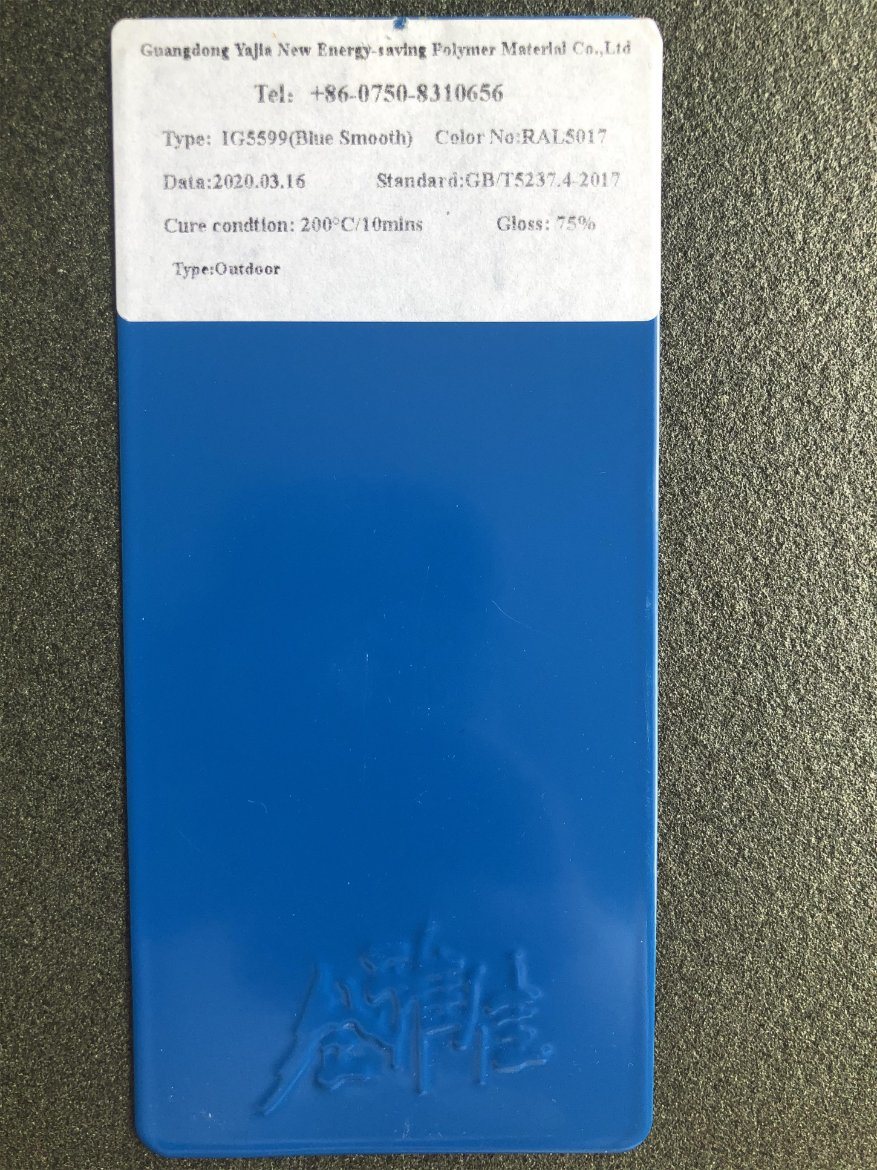 Guangdong Yajia New Energy-saving Polymer Material Co.,Ltd
Tel: +86-0750-8310656
Type: IG5599(Blue Smooth) Color No:RAL5017
Data:2020.03.16 Standard:GB/T5237.4-2017
Cure condtion: 200°C/10mins Gloss: 75%
Type:Outdoor